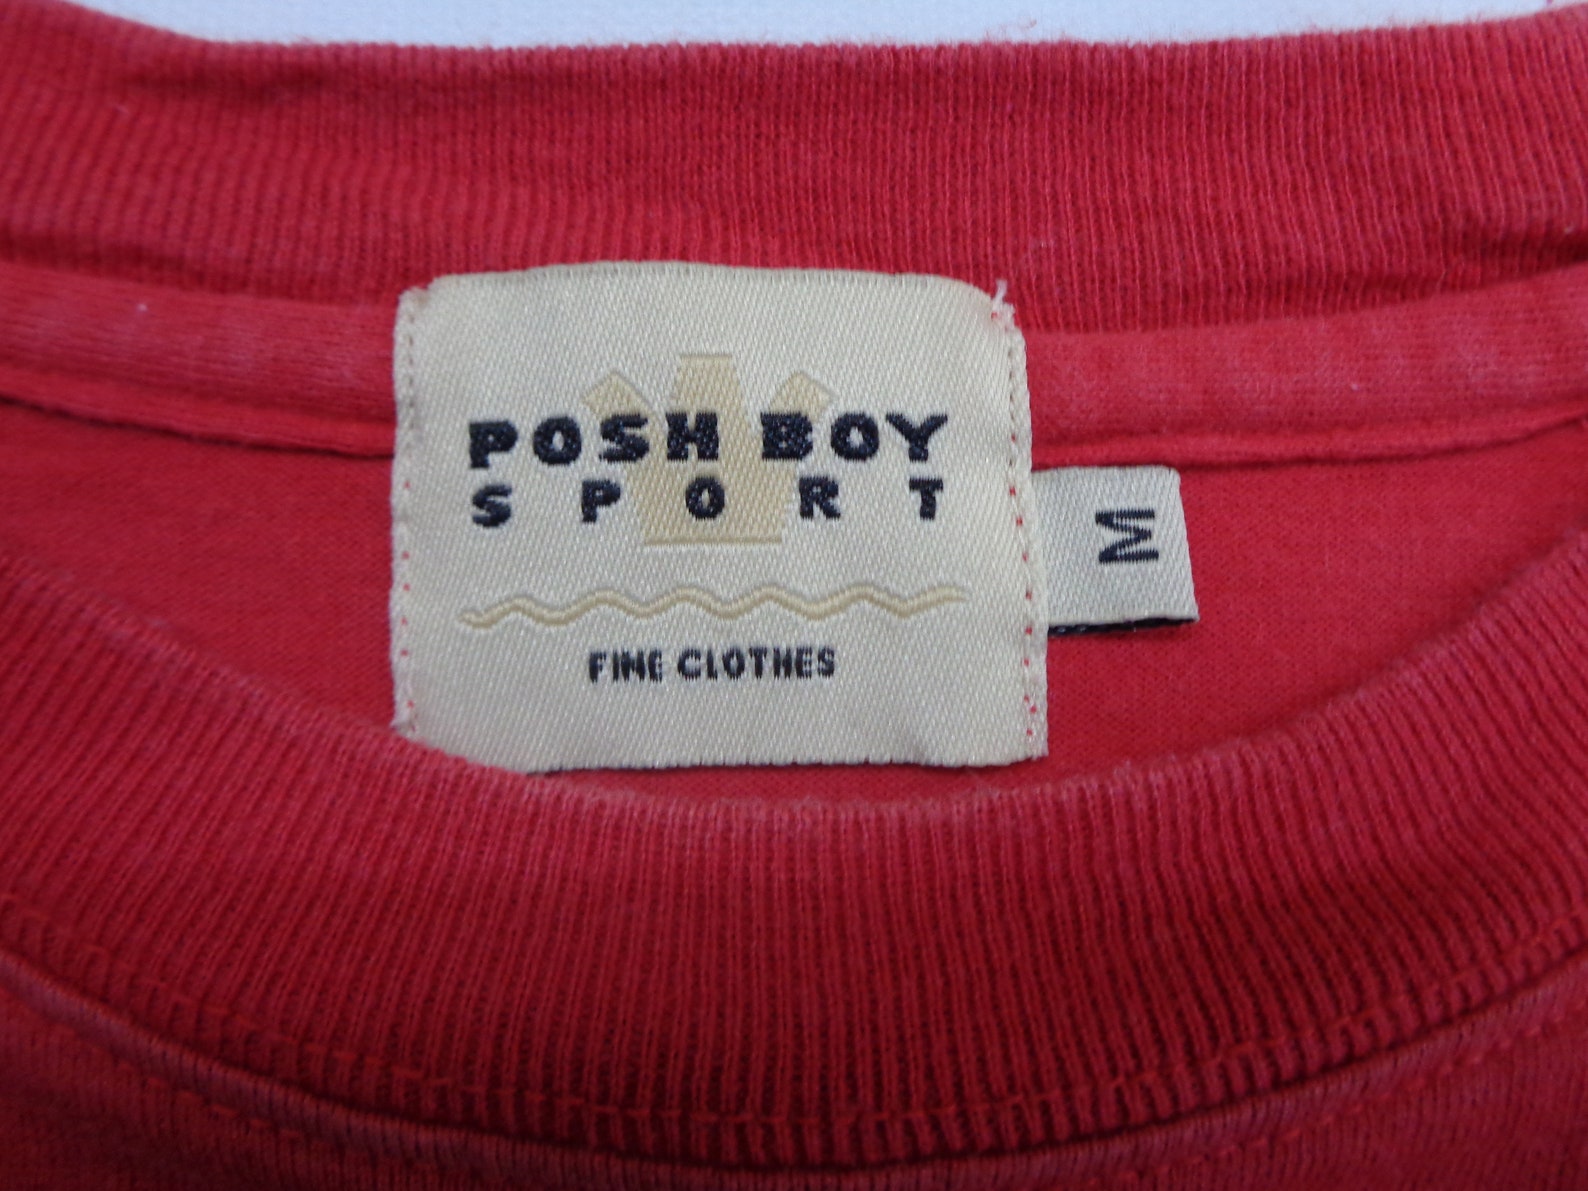 POSH BOY
SPORT
FINE CLOTHES
M